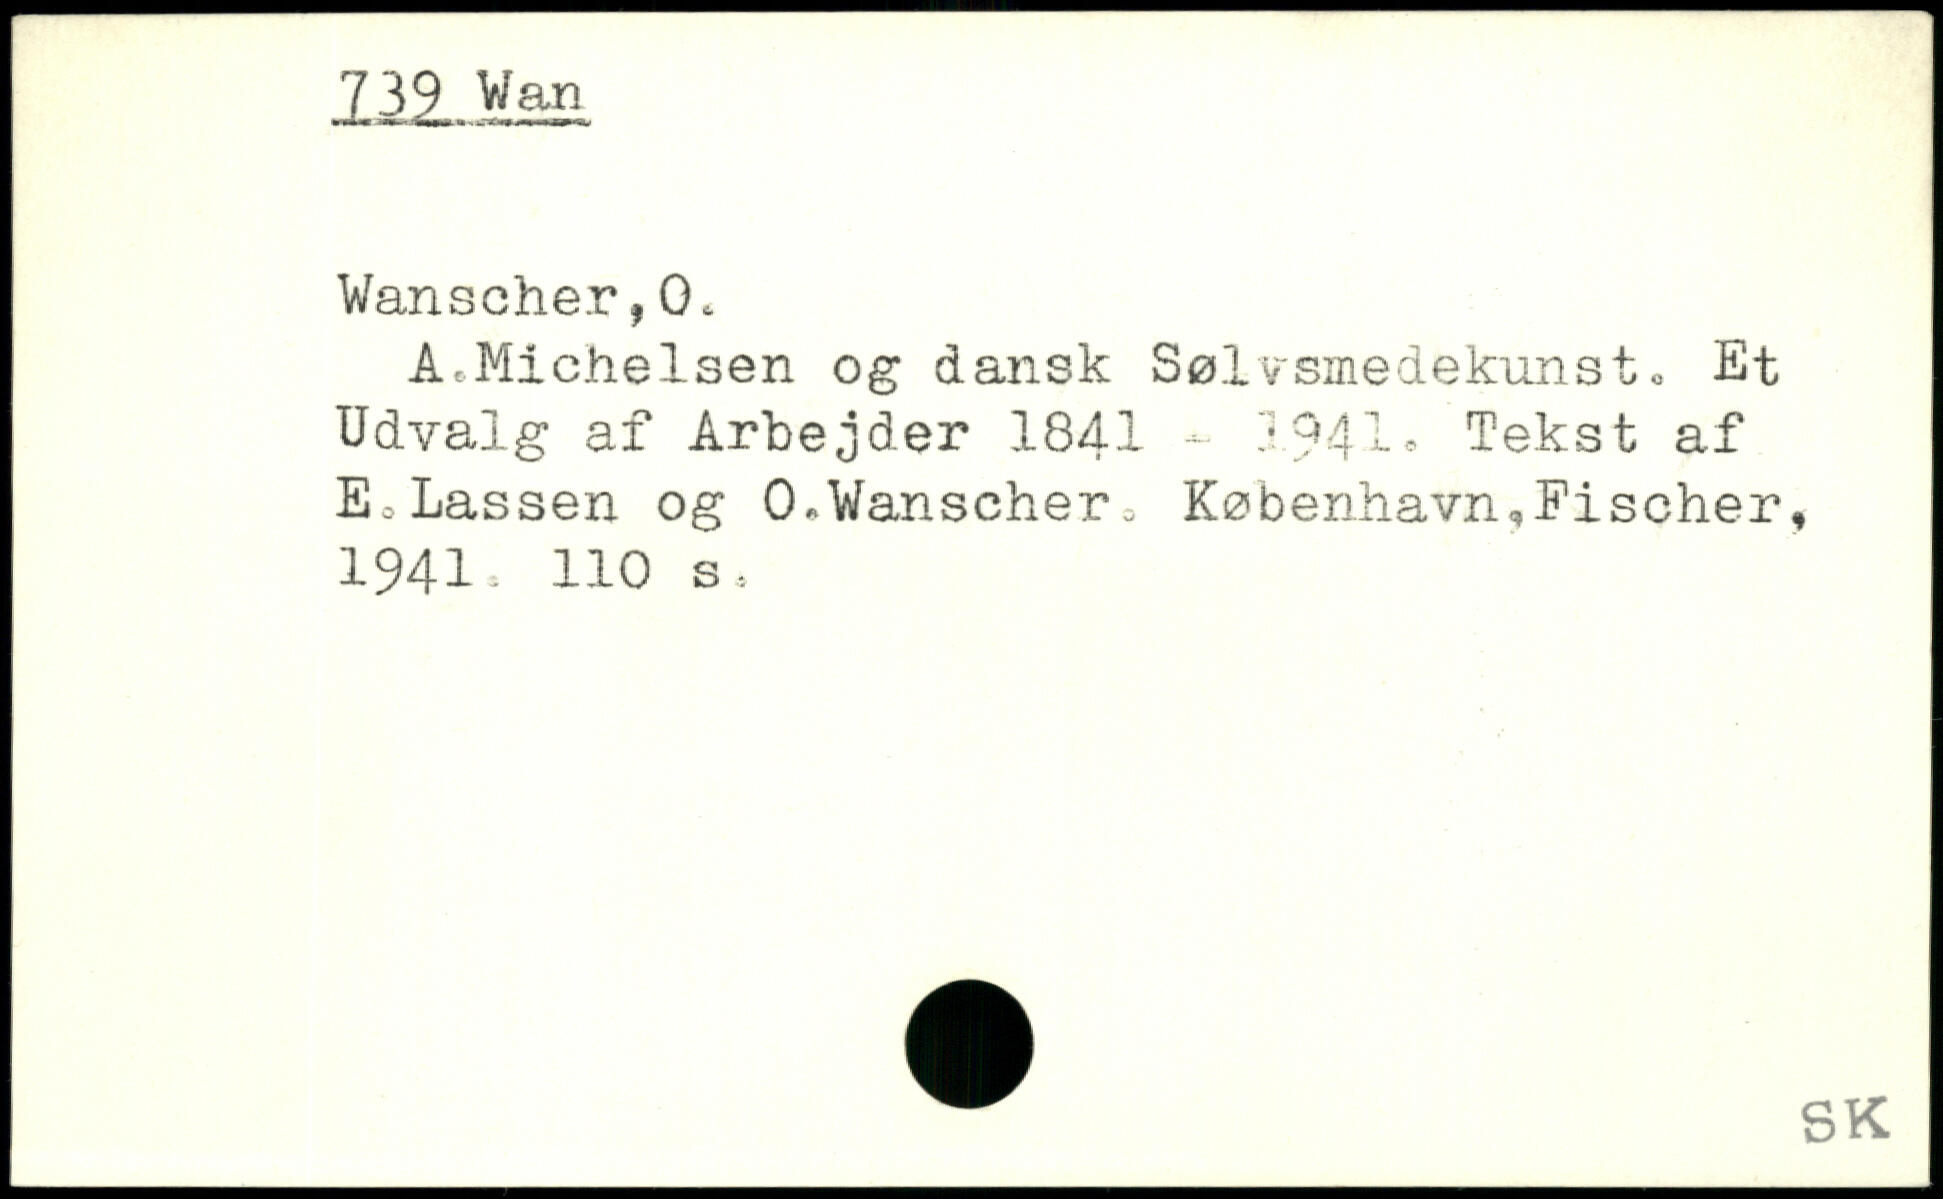 739 Wan
Wanscher,O.
A.Michelsen og dansk Sølvsmedekunst. Et
Udvalg af Arbejder 1841 - 1941. Tekst af
E.Lassen og O.Wanscher. København,Fischer,
1941. 110 s.
SK